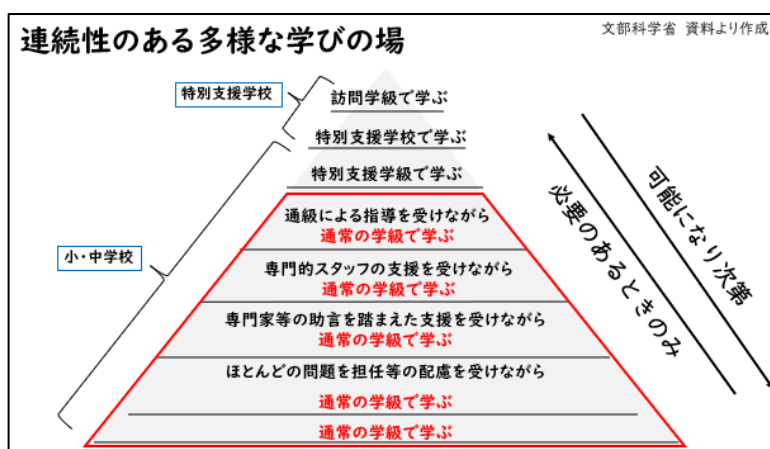 連続性のある多様な学びの場
文部科学省 資料より作成
特別支援学校
訪問学級で学ぶ
特別支援学校で学ぶ
特別支援学級で学ぶ
小・中学校
通級による指導を受けながら
通常の学級で学ぶ
専門的スタッフの支援を受けながら
通常の学級で学ぶ
専門家等の助言を踏まえた支援を受けながら
通常の学級で学ぶ
ほとんどの問題を担任等の配慮を受けながら
通常の学級で学ぶ
通常の学級で学ぶ
必要のあるときのみ
可能になり次第